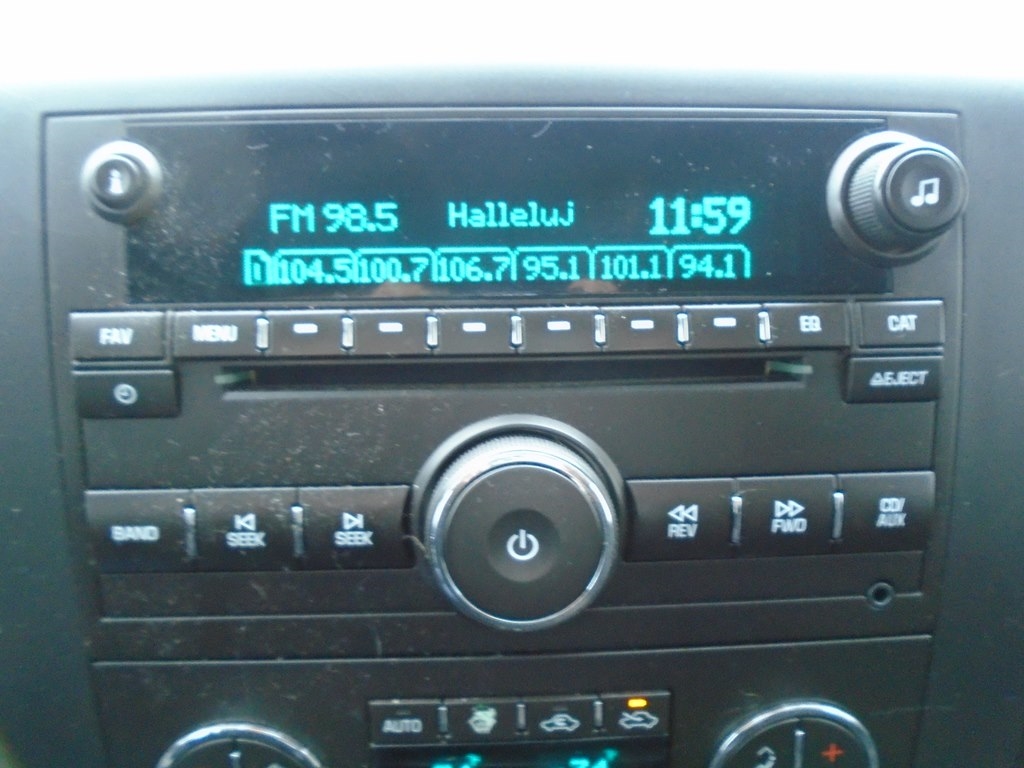 FM 98.5 Halleluj 11:59
1 104.5 100.7 106.7 95.1 101.1 94.1
FAV MENU EQ CAT
EJECT
BAND SEEK SEEK REV FWD CD/
AUX
AUTO